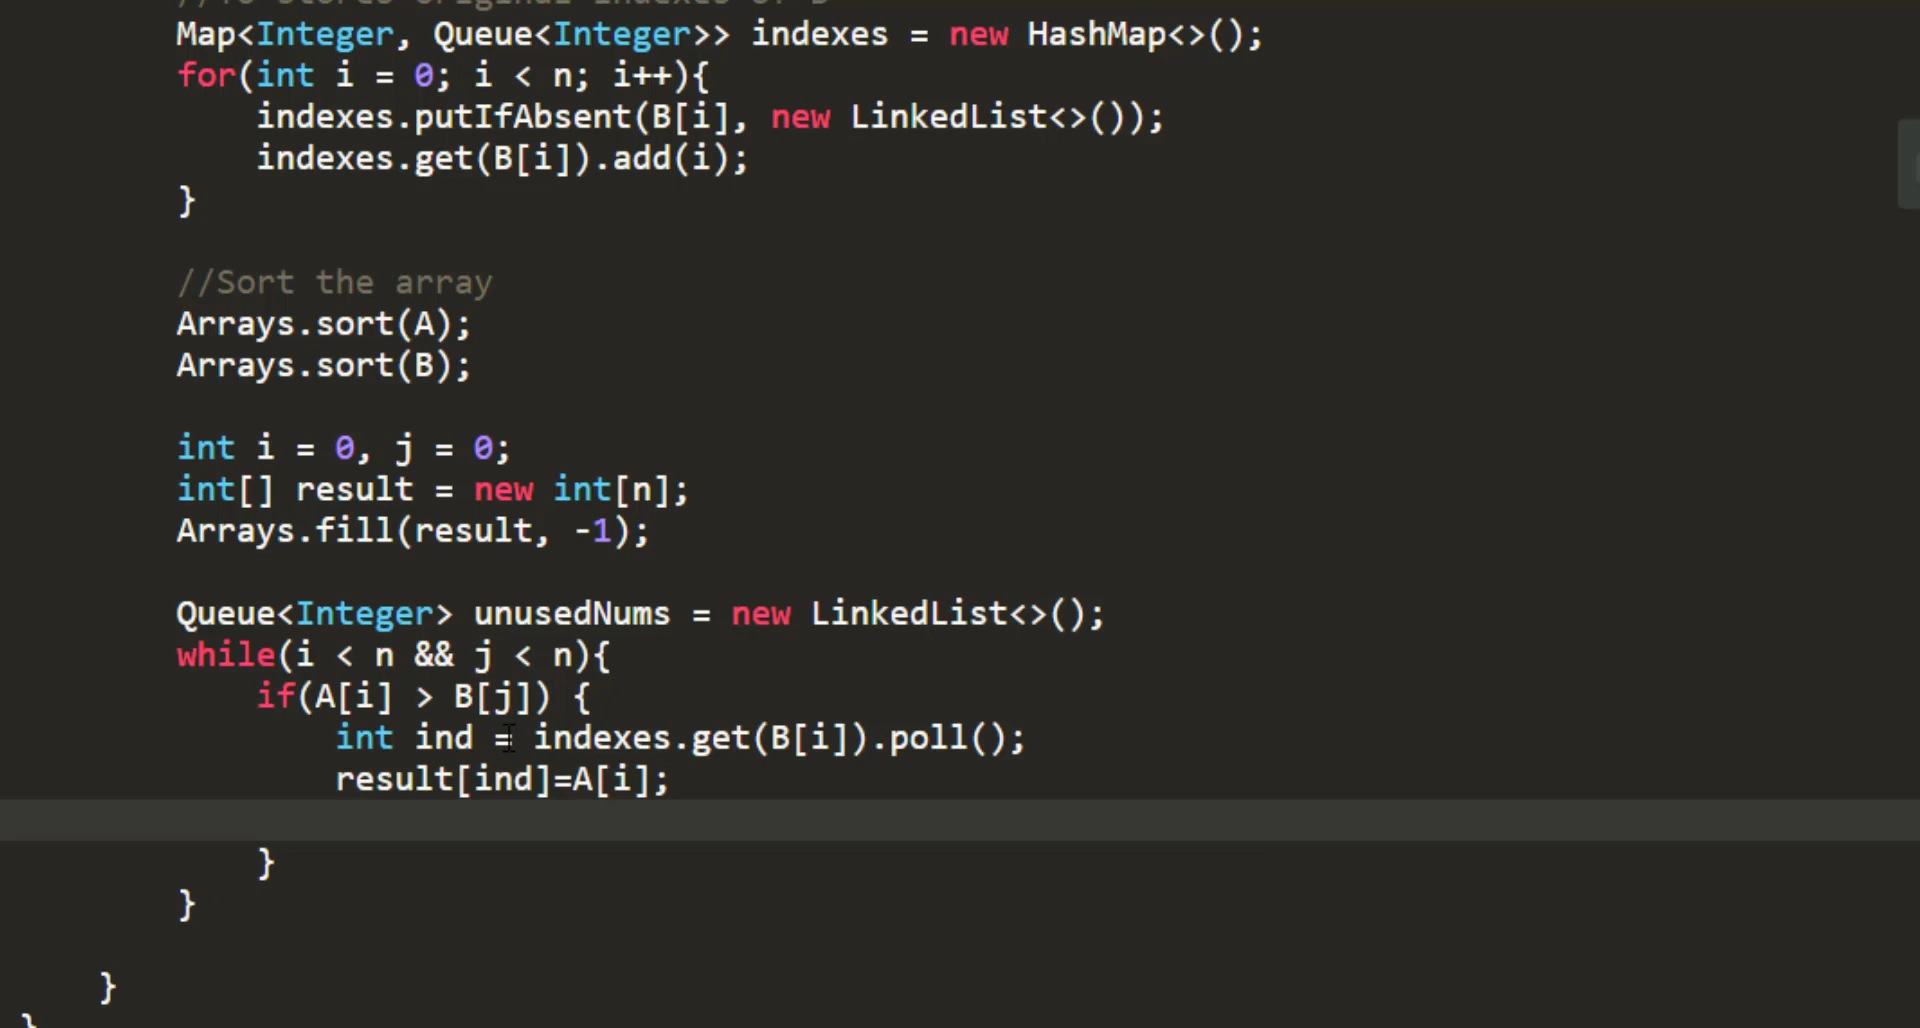 Map<Integer, Queue<Integer>> indexes = new HashMap<>();
for(int i = 0; i < n; i++){
indexes.putIfAbsent(B[i], new LinkedList<>());
indexes.get(B[i]).add(i);
}
//Sort the array
Arrays.sort(A);
Arrays.sort(B);
int i = 0, j = 0;
int[] result = new int[n];
Arrays.fill(result, -1);
Queue<Integer> unusedNums = new LinkedList<>();
while(i < n && j < n){
if(A[i] > B[j]) {
int ind = indexes.get(B[i]).poll();
result[ind]=A[i];
}
}
}
}